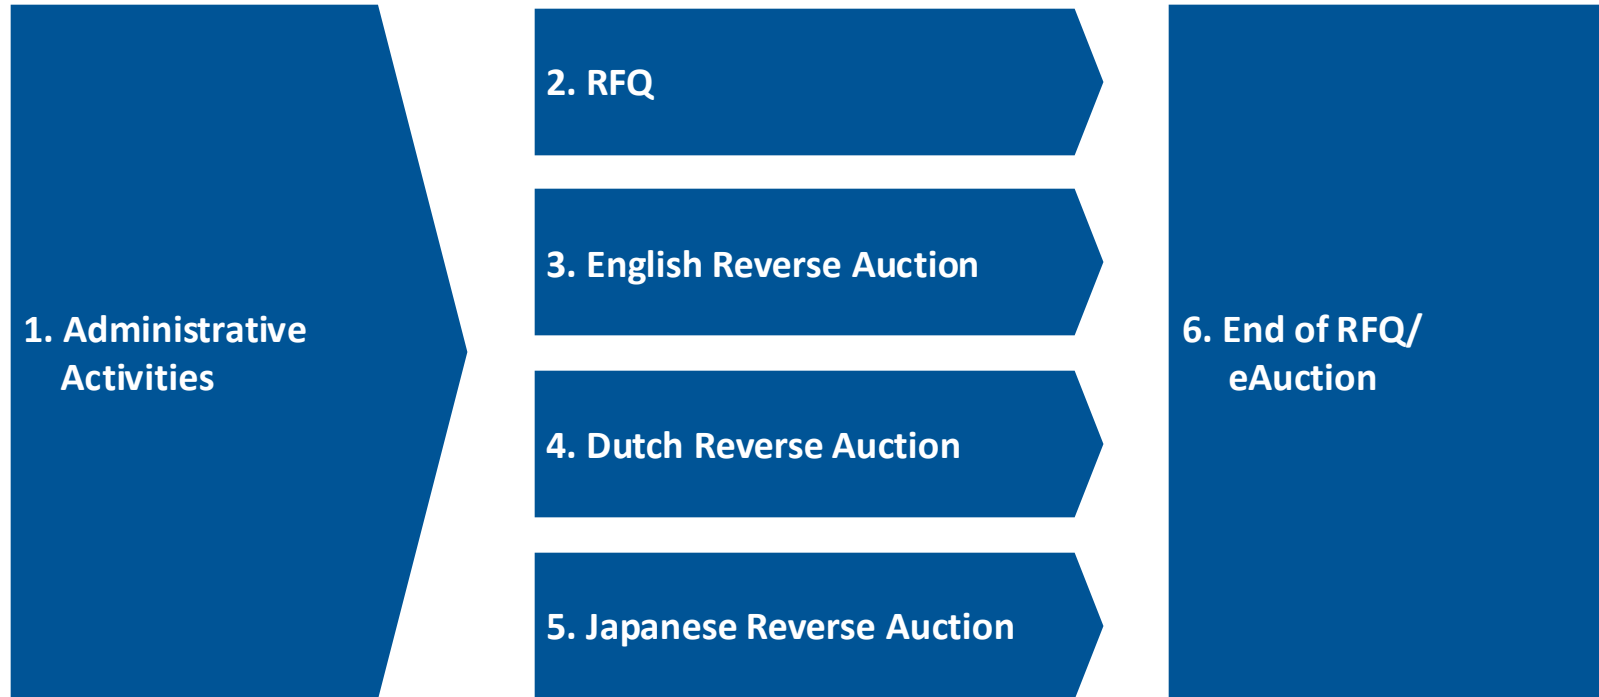 1. Administrative
Activities
2. RFQ
3. English Reverse Auction
4. Dutch Reverse Auction
5. Japanese Reverse Auction
6. End of RFQ/
eAuction